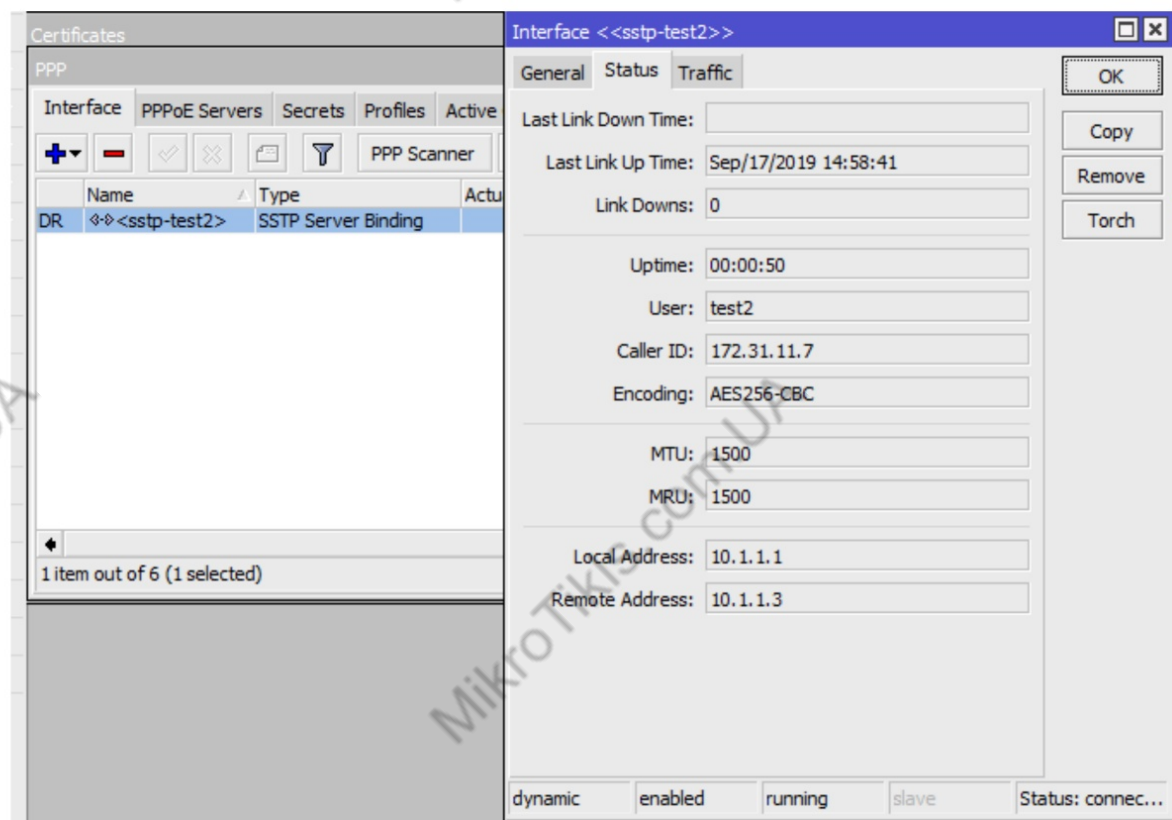 Certificates
PPP
Interface PPPoE Servers Secrets Profiles Active
PPP Scanner
Name Type Actu
DR <sstp-test2> SSTP Server Binding
1 item out of 6 (1 selected)
Interface <<sstp-test2>>
General Status Traffic
Last Link Down Time:
Last Link Up Time: Sep/17/2019 14:58:41
Link Downs: 0
Uptime: 00:00:50
User: test2
Caller ID: 172.31.11.7
Encoding: AES256-CBC
MTU: 1500
MRU: 1500
Local Address: 10.1.1.1
Remote Address: 10.1.1.3
OK
Copy
Remove
Torch
dynamic enabled running slave Status: connec...
MikroTikls.com.UA